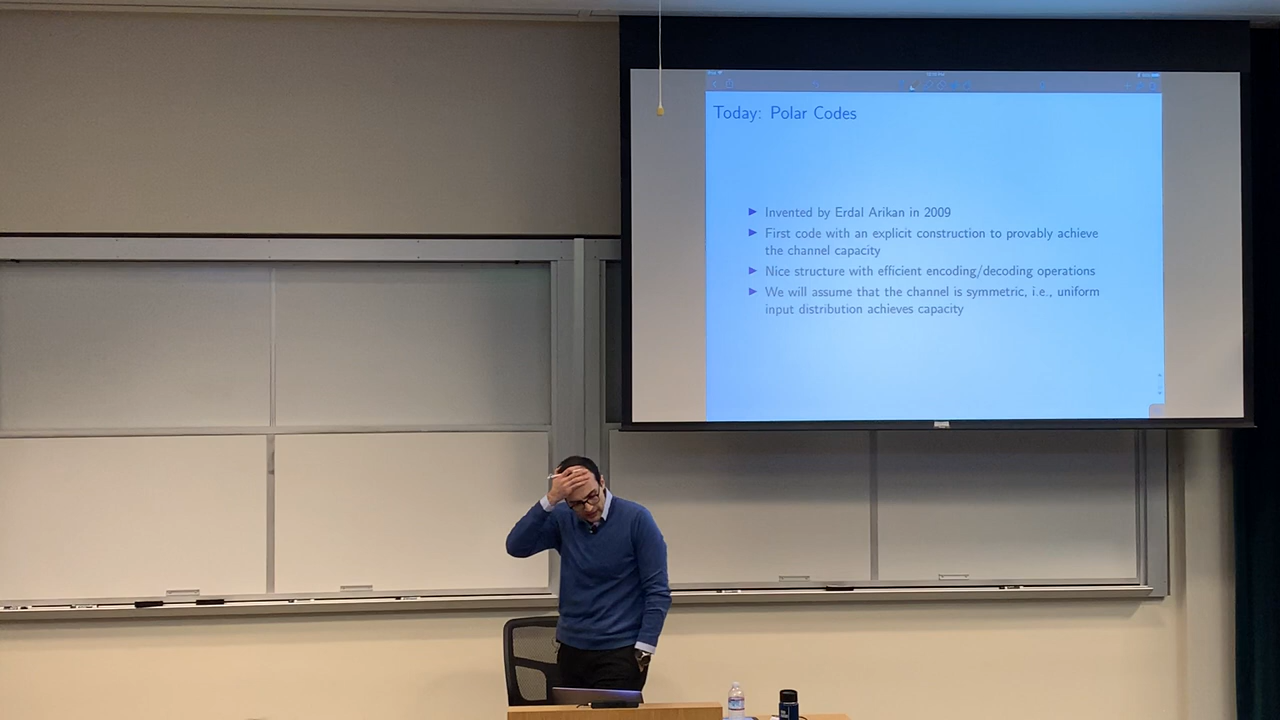 Today: Polar Codes
▶ Invented by Erdal Arikan in 2009
▶ First code with an explicit construction to provably achieve
the channel capacity
▶ Nice structure with efficient encoding/decoding operations
▶ We will assume that the channel is symmetric, i.e., uniform
input distribution achieves capacity